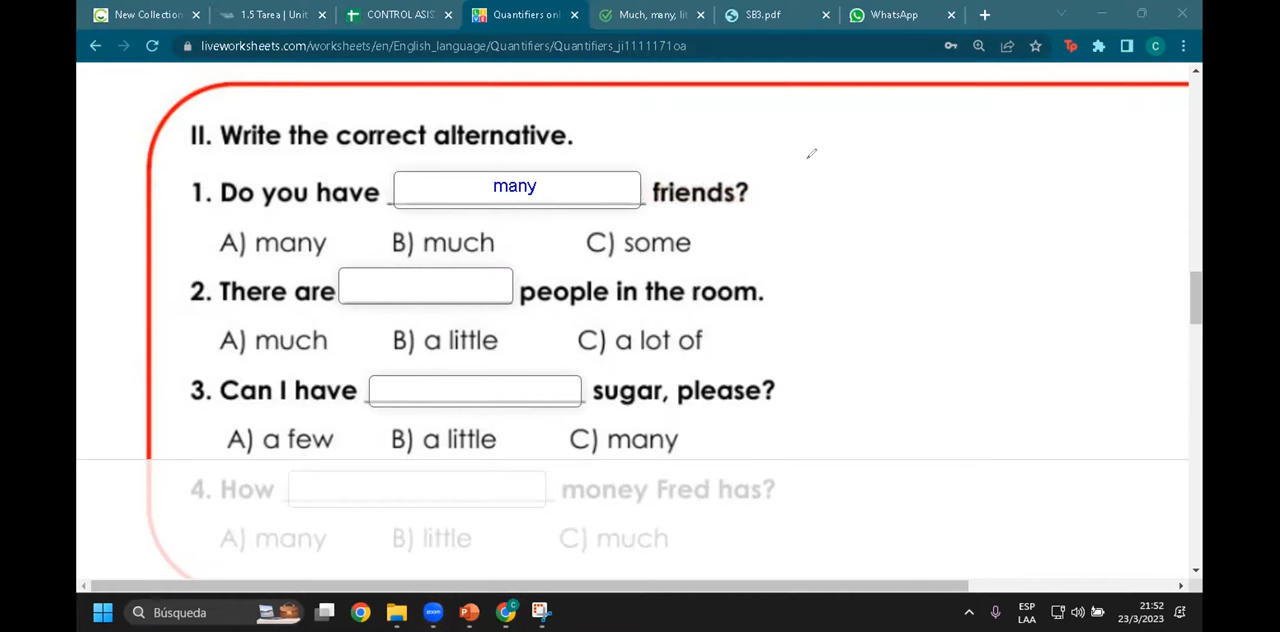 New Collection
1.5 Tarea | Unit
CONTROL ASIS
Quantifiers onl
Much, many, lit
SB3.pdf
WhatsApp
liveworksheets.com/worksheets/en/English_language/Quantifiers/Quantifiers_ji1111171oa
II. Write the correct alternative.
1. Do you have many friends?
A) many B) much C) some
2. There are people in the room.
A) much B) a little C) a lot of
3. Can I have sugar, please?
A) a few B) a little C) many
4. How money Fred has?
A) many B) little C) much
Búsqueda
ESP
LAA
21:52
23/3/2023